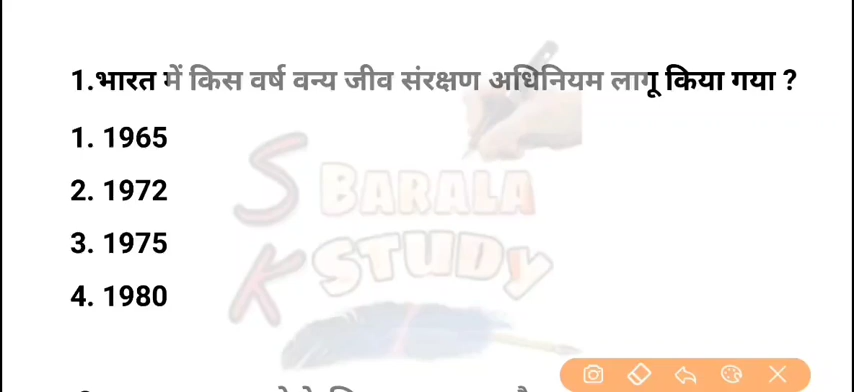 1.भारत में किस वर्ष वन्य जीव संरक्षण अधिनियम लागू किया गया ?
1. 1965
2. 1972
3. 1975
4. 1980
S BARALA
K STUDY